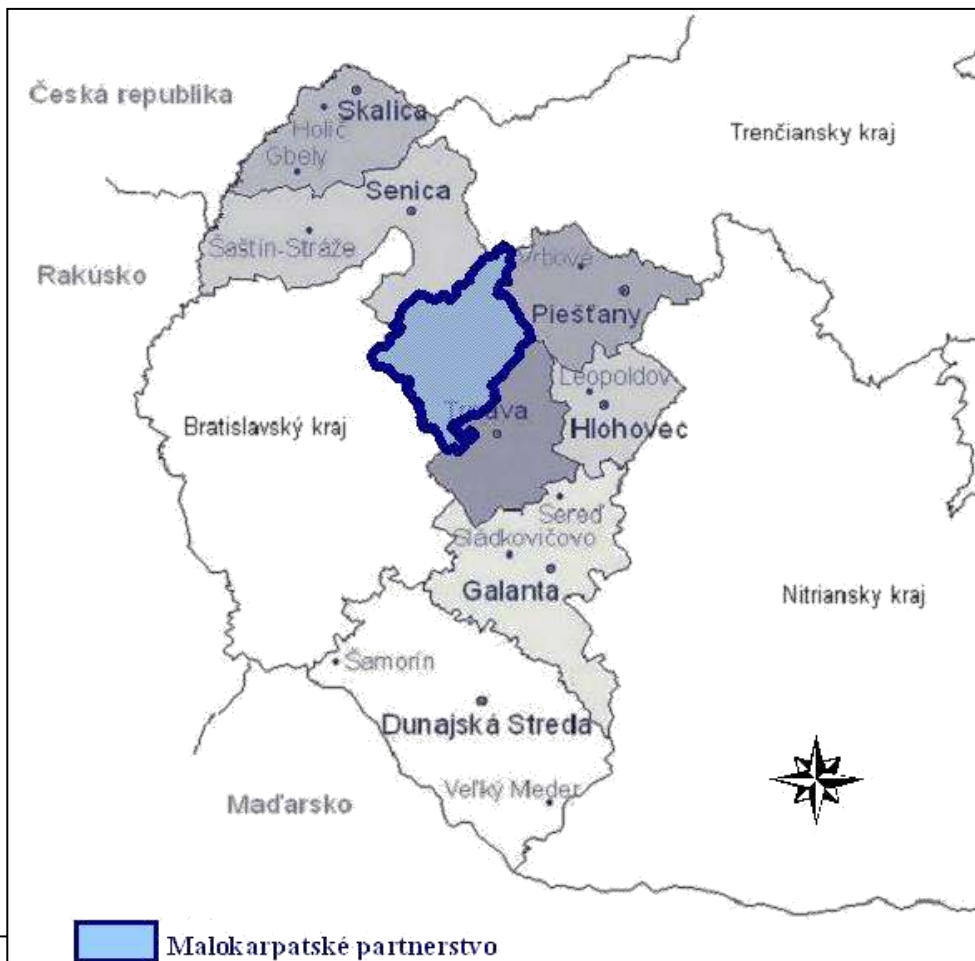 Česká republika
Skalica
Holíč
Gbely
Trenčiansky kraj
Senica
Šaštín-Stráže
Rakúsko
Vrbové
Piešťany
Leopoldov
Trnava
Bratislavský kraj
Hlohovec
Sereď
Sládkovičovo
Galanta
Nitriansky kraj
Šamorín
Dunajská Streda
Veľký Meder
Maďarsko
Malokarpatské partnerstvo